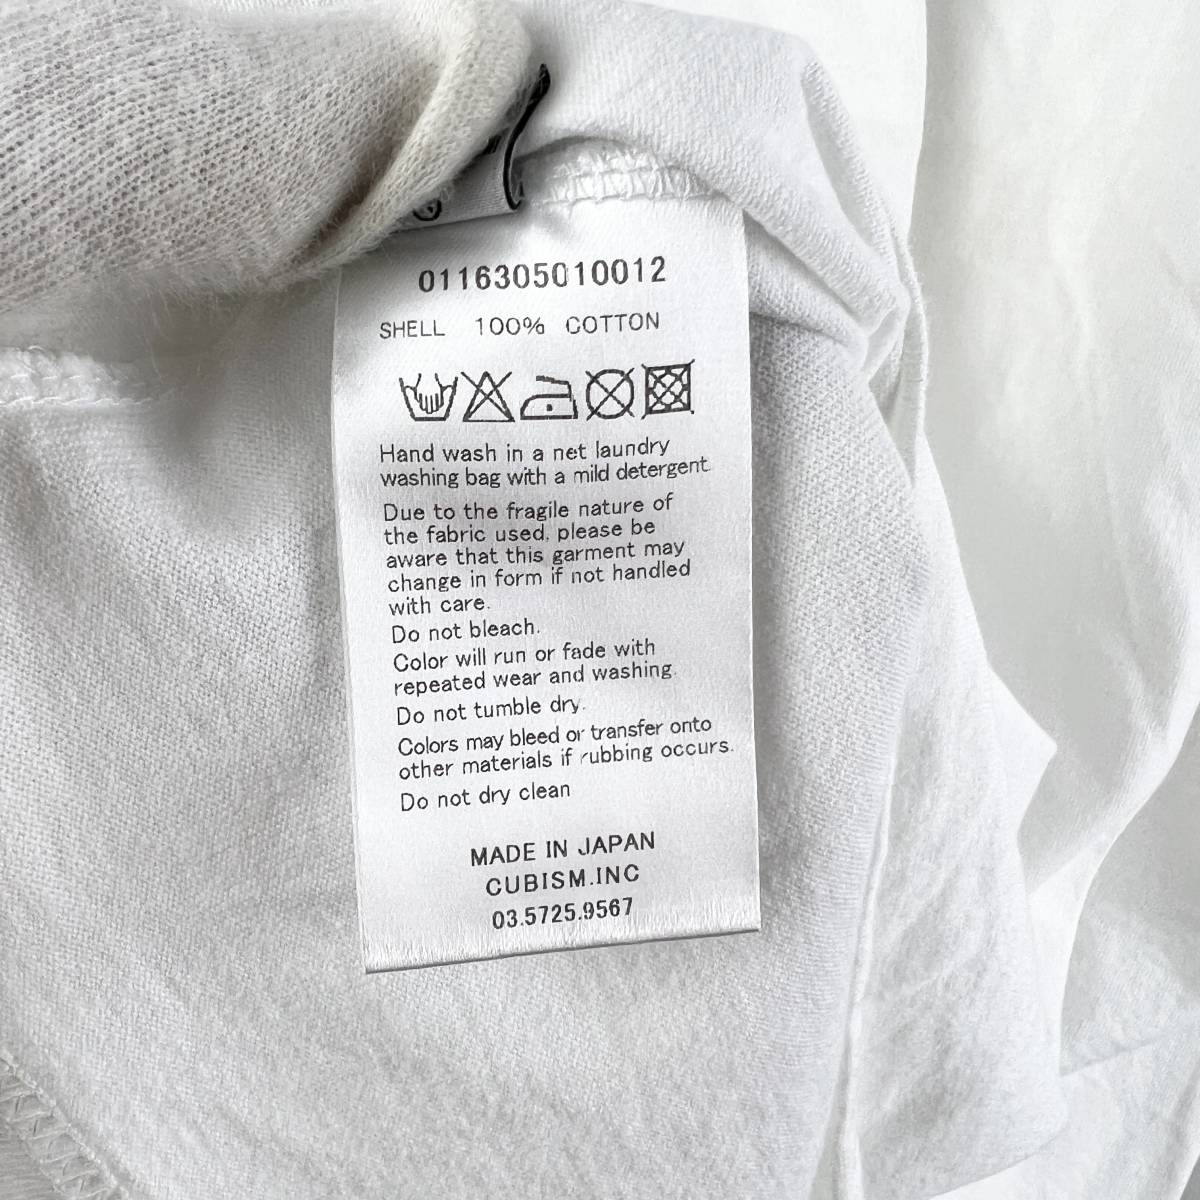 0116305010012
SHELL 100% COTTON
Hand wash in a net laundry
washing bag with a mild detergent.
Due to the fragile nature of
the fabric used, please be
aware that this garment may
change in form if not handled
with care.
Do not bleach.
Color will run or fade with
repeated wear and washing.
Do not tumble dry.
Colors may bleed or transfer onto
other materials if rubbing occurs.
Do not dry clean
MADE IN JAPAN
CUBISM.INC
03.5725.9567